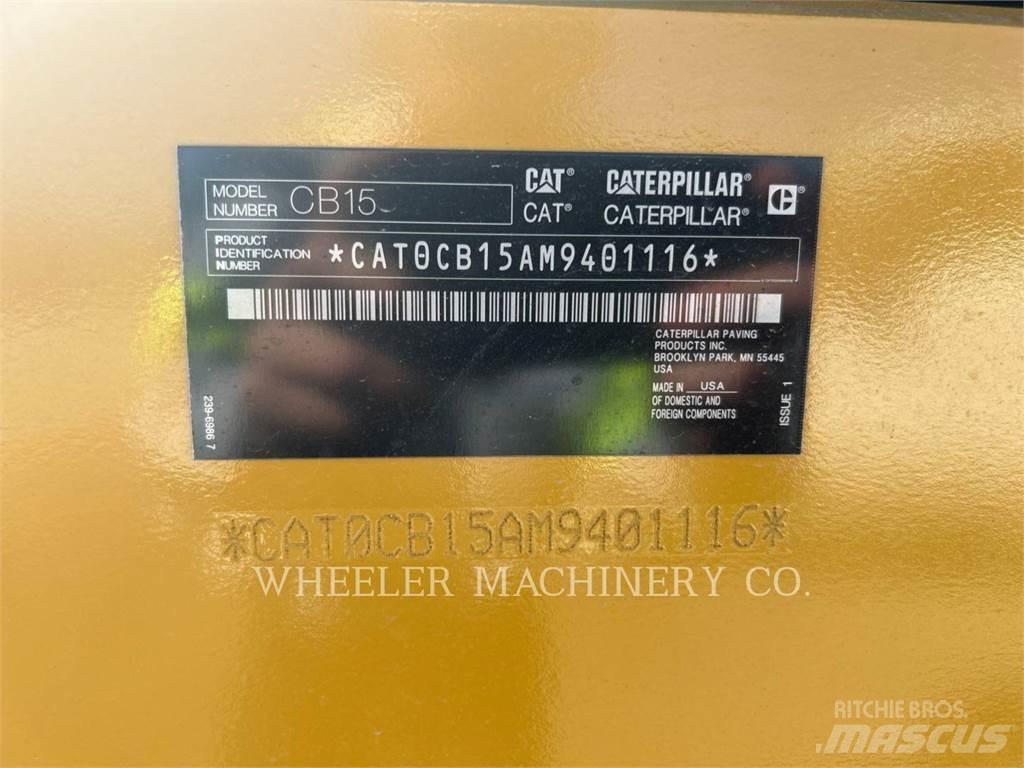 MODEL NUMBER CB15
CAT® CATERPILLAR®
CAT® CATERPILLAR®
PRODUCT IDENTIFICATION NUMBER *CAT0CB15AM9401116*
CATERPILLAR PAVING
PRODUCTS INC.
BROOKLYN PARK, MN 55445
USA
MADE IN USA
OF DOMESTIC AND
FOREIGN COMPONENTS
239-6986 7
ISSUE 1
*CAT0CB15AM9401116*
WHEELER MACHINERY CO.
RITCHIE BROS.
MASCUS